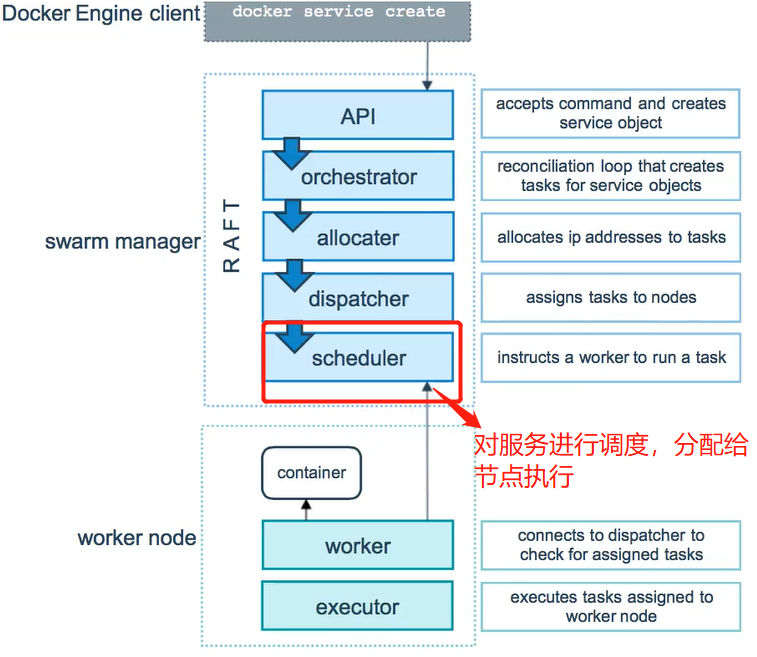 Docker Engine client
docker service create
API
accepts command and creates
service object
orchestrator
reconciliation loop that creates
tasks for service objects
swarm manager
RAFT
allocater
allocates ip addresses to tasks
dispatcher
assigns tasks to nodes
scheduler
instructs a worker to run a task
对服务进行调度，分配给
节点执行
container
worker node
worker
connects to dispatcher to
check for assigned tasks
executor
executes tasks assigned to
worker node